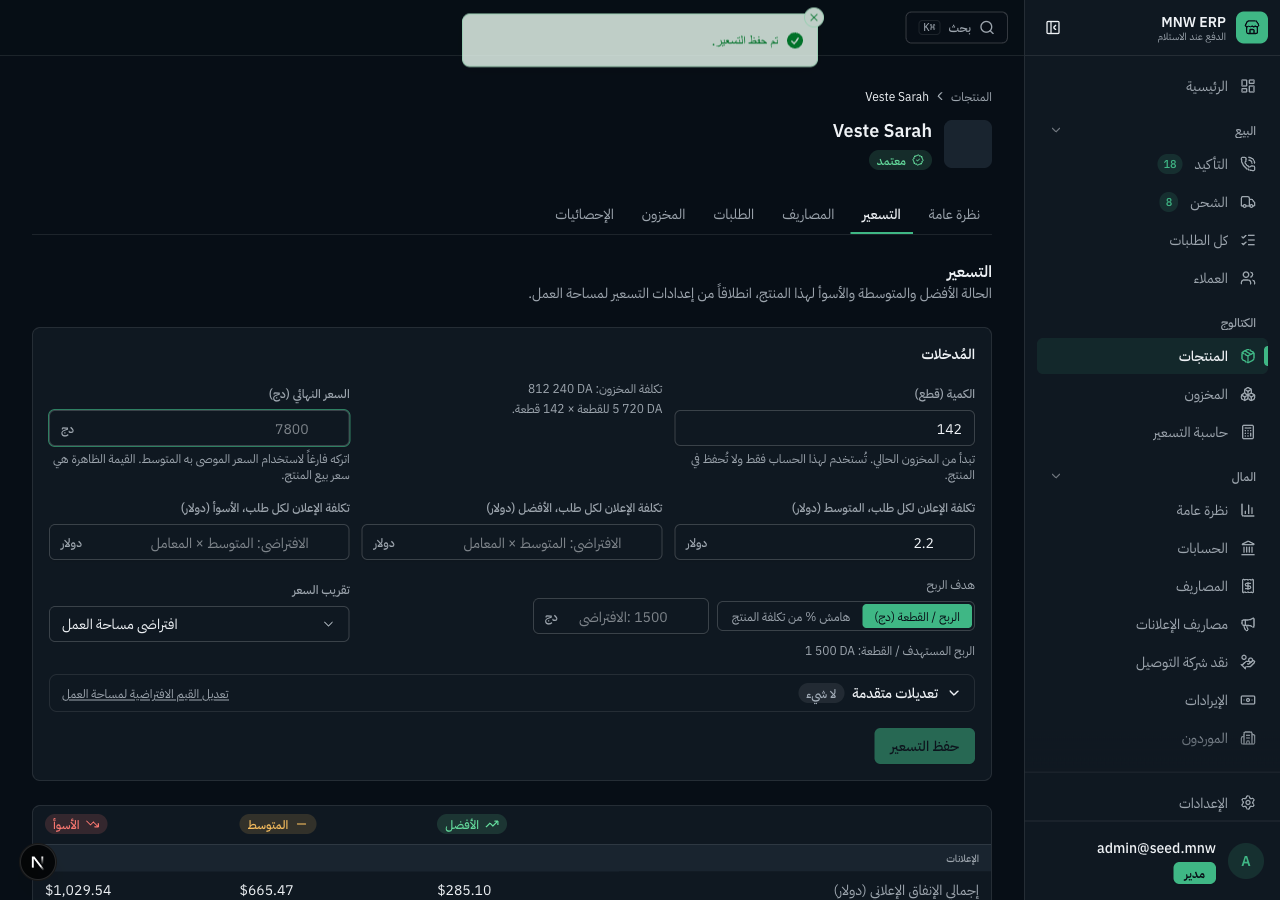 MNW ERP
الدفع عند الاستلام
بحث
⌘K
تم حفظ التسعير.
الرئيسية
البيع
التأكيد 18
الشحن 8
كل الطلبات
العملاء
الكتالوج
المنتجات
المخزون
حاسبة التسعير
المال
نظرة عامة
الحسابات
المصاريف
مصاريف الإعلانات
نقد شركة التوصيل
الإيرادات
الموردون
الإعدادات
A
admin@seed.mnw
مدير
المنتجات
Veste Sarah
Veste Sarah
معتمد
نظرة عامة
التسعير
المصاريف
الطلبات
المخزون
الإحصائيات
التسعير
الحالة الأفضل والمتوسطة والأسوأ لهذا المنتج، انطلاقاً من إعدادات التسعير لمساحة العمل.
المُدخلات
الكمية (قطع)
142
تبدأ من المخزون الحالي. تُستخدم لهذا الحساب فقط ولا تُحفظ في
المنتج.
تكلفة المخزون: 812 240 DA
5 720 DA للقطعة × 142 قطعة.
السعر النهائي (دج)
7800
دج
اتركه فارغاً لاستخدام السعر الموصى به المتوسط. القيمة الظاهرة هي
سعر بيع المنتج.
تكلفة الإعلان لكل طلب، المتوسط (دولار)
2.2
دولار
تكلفة الإعلان لكل طلب، الأفضل (دولار)
الافتراضي: المتوسط × المعامل
دولار
تكلفة الإعلان لكل طلب، الأسوأ (دولار)
الافتراضي: المتوسط × المعامل
دولار
هدف الربح
الربح / القطعة (دج)
هامش % من تكلفة المنتج
1500 :الافتراضي
دج
الربح المستهدف / القطعة: 1 500 DA
تقريب السعر
افتراضي مساحة العمل
تعديلات متقدمة
لا شيء
تعديل القيم الافتراضية لمساحة العمل
حفظ التسعير
الأفضل
المتوسط
الأسوأ
الإعلانات
إجمالي الإنفاق الإعلاني (دولار)
$285.10
$665.47
$1,029.54
N